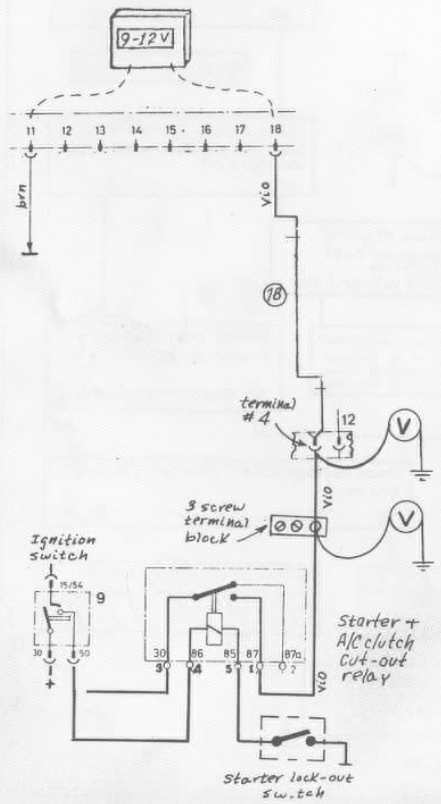 9-12V
11 12 13 14 15 16 17 18
brn
vio
18
terminal
#4
12
V
vio
3 screw
terminal
block
V
Ignition
switch
15/54
9
30 50
+
30 86 85 87 87a
3 4 5 1 2
vio
Starter +
A/C clutch
Cut-out
relay
Starter lock-out
sw.tch